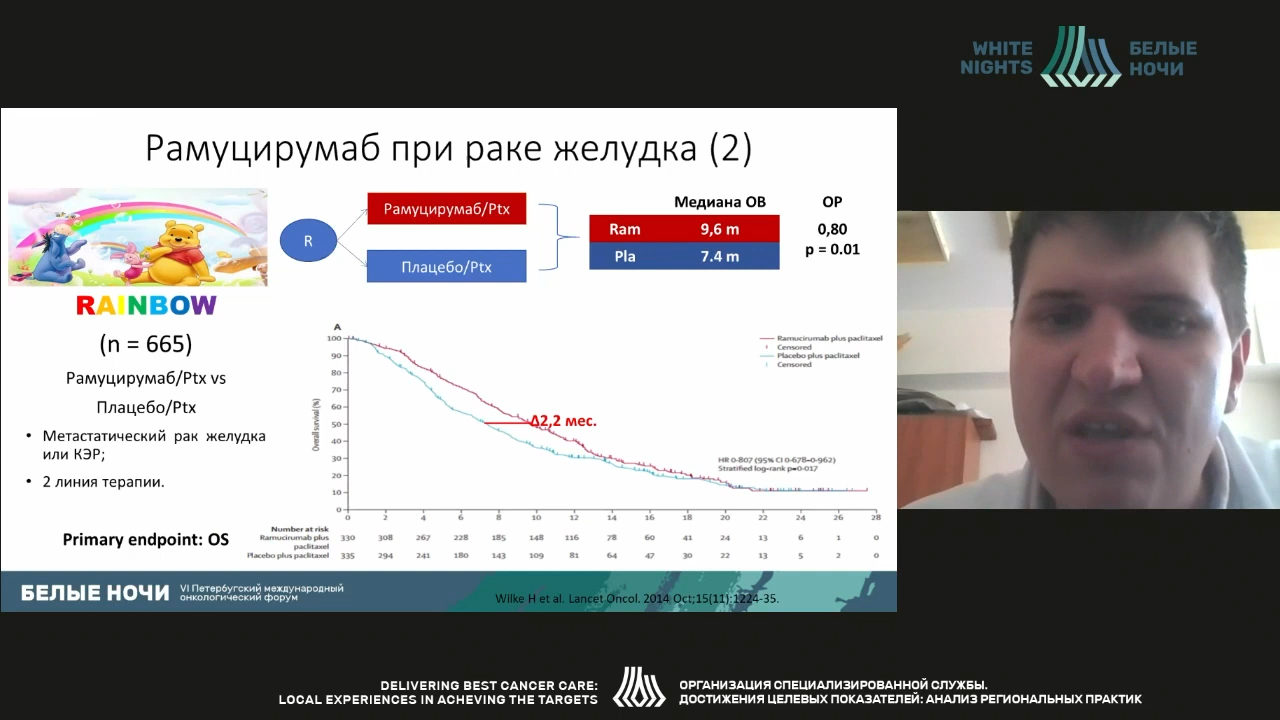 WHITE
NIGHTS
БЕЛЫЕ
НОЧИ
Рамуцирумаб при раке желудка (2)
RAINBOW
(n = 665)
Рамуцирумаб/Ptx vs
Плацебо/Ptx
• Метастатический рак желудка
или КЭР;
• 2 линия терапии.
Primary endpoint: OS
R
Рамуцирумаб/Ptx
Плацебо/Ptx
Медиана ОВ
ОР
Ram 9,6 m
Pla 7.4 m
0,80
p = 0.01
A
Overall survival (%)
100
90
80
70
60
50
40
30
20
10
0
0 2 4 6 8 10 12 14 16 18 20 22 24 26 28
Ramucirumab plus paclitaxel
Censored
Placebo plus paclitaxel
Censored
Δ2,2 мес.
HR 0·807 (95% CI 0·678–0·962)
Stratified log-rank p=0·017
Number at risk
Ramucirumab plus
paclitaxel
330 308 267 228 185 148 116 78 60 41 24 13 6 1 0
Placebo plus paclitaxel 335 294 241 180 143 109 81 64 47 30 22 13 5 2 0
БЕЛЫЕ НОЧИ
VI Петербугский международный
онкологический форум
Wilke H et al. Lancet Oncol. 2014 Oct;15(11):1224-35.
DELIVERING BEST CANCER CARE:
LOCAL EXPERIENCES IN ACHEVING THE TARGETS
ОРГАНИЗАЦИЯ СПЕЦИАЛИЗИРОВАННОЙ СЛУЖБЫ.
ДОСТИЖЕНИЯ ЦЕЛЕВЫХ ПОКАЗАТЕЛЕЙ: АНАЛИЗ РЕГИОНАЛЬНЫХ ПРАКТИК